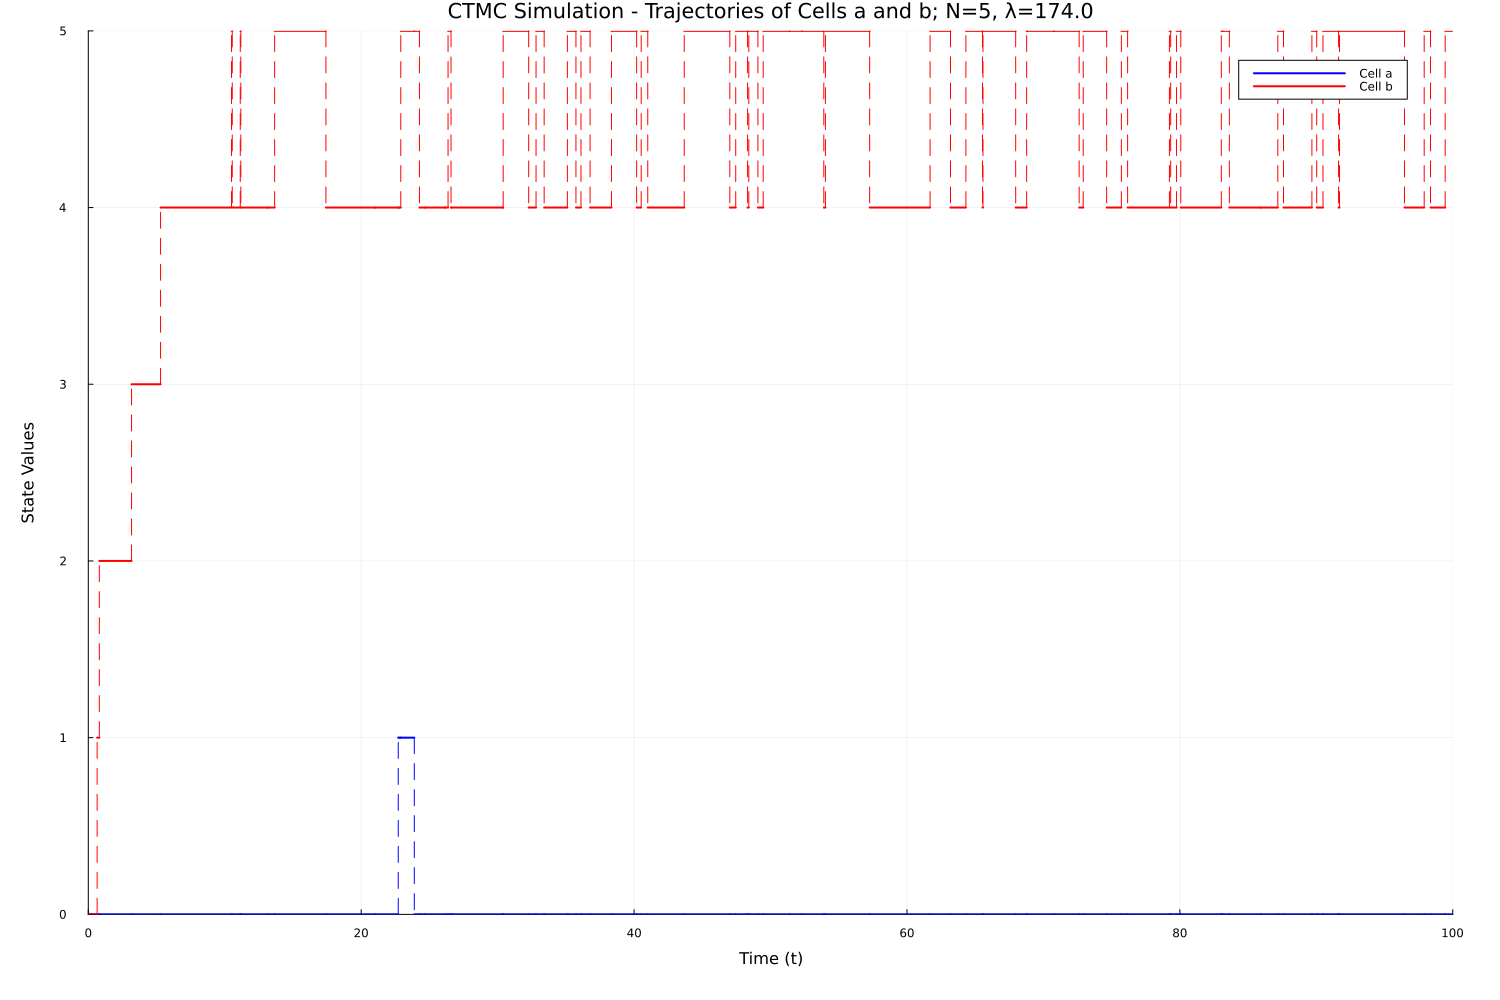 CTMC Simulation - Trajectories of Cells a and b; N=5, λ=174.0
5
Cell a
Cell b
4
3
State Values
2
1
0
0 20 40 60 80 100
Time (t)